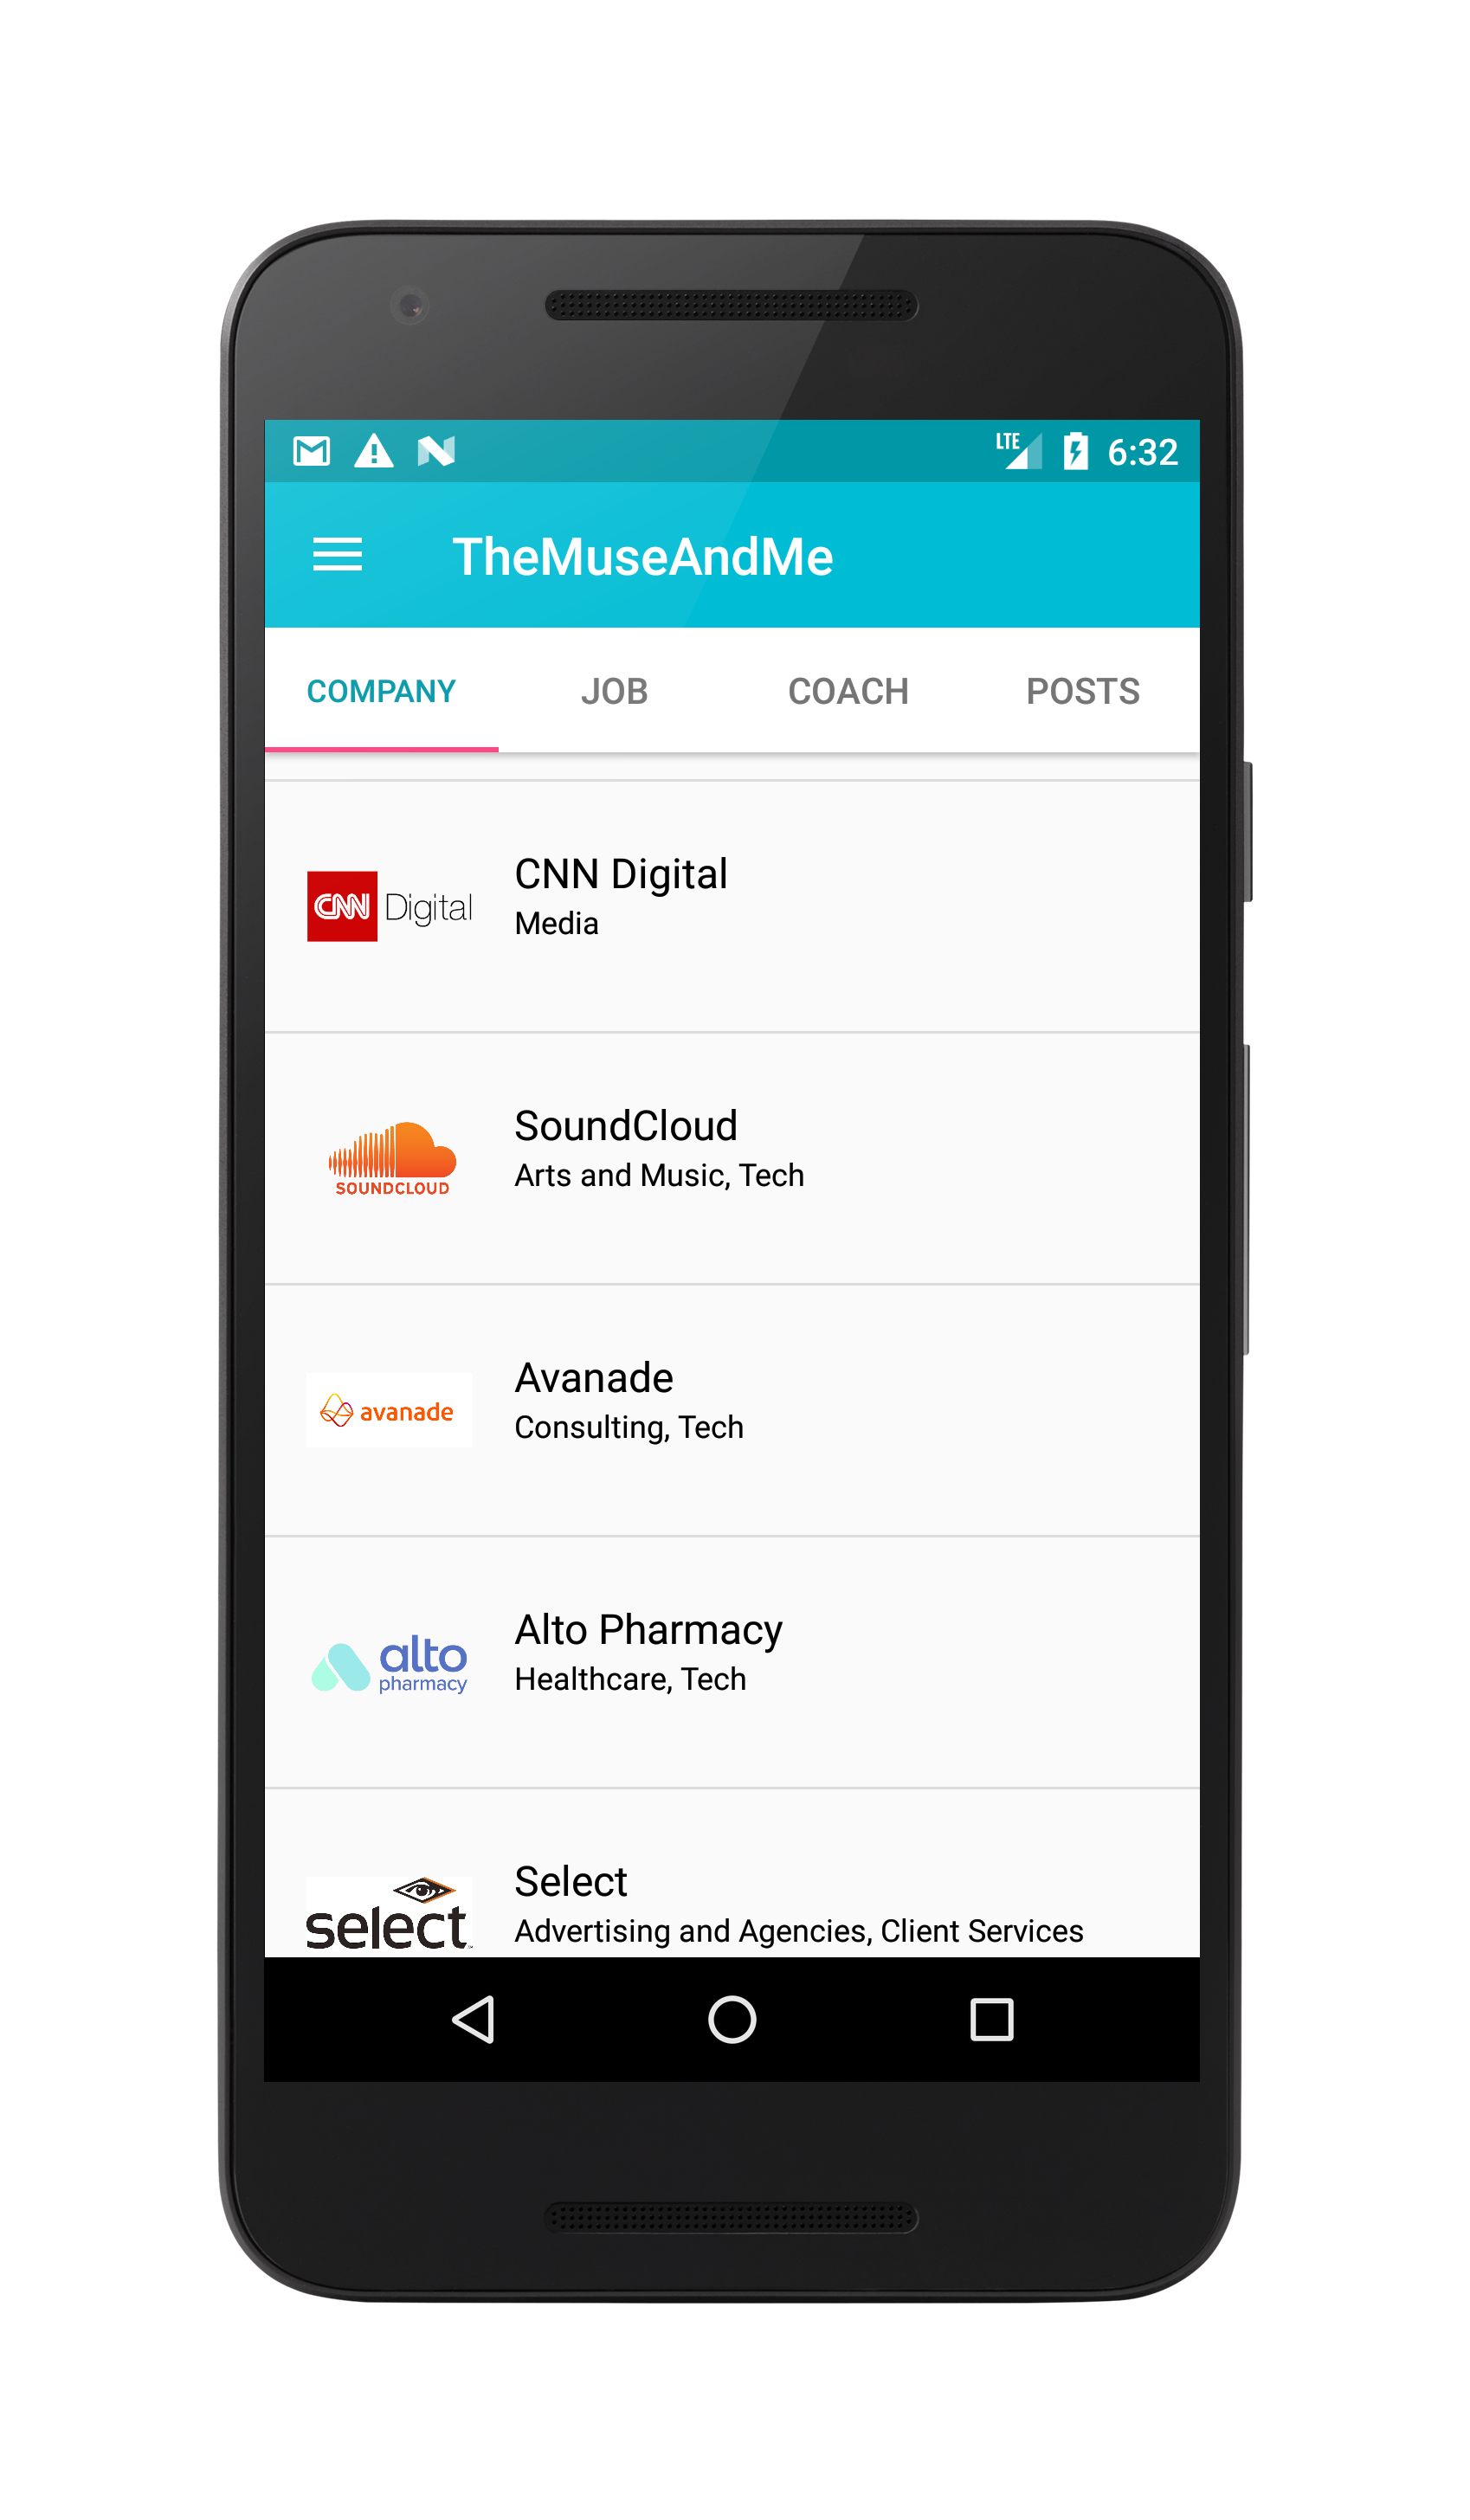 LTE 6:32
TheMuseAndMe
COMPANY JOB COACH POSTS
CNN Digital
CNN Digital
Media
SOUNDCLOUD
SoundCloud
Arts and Music, Tech
avanade
Avanade
Consulting, Tech
alto
pharmacy
Alto Pharmacy
Healthcare, Tech
select
Select
Advertising and Agencies, Client Services